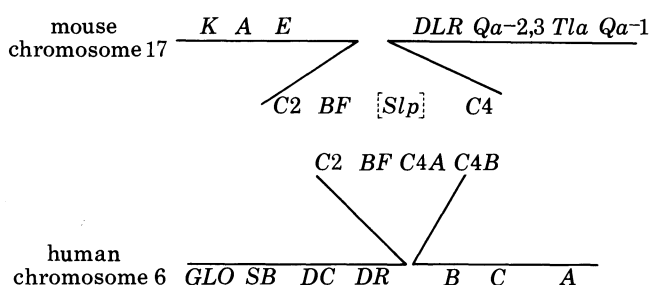 mouse
chromosome 17
K A E
DLR Qa-2,3 Tla Qa-1
C2 BF [Slp] C4
C2 BF C4A C4B
human
chromosome 6
GLO SB DC DR
B C A